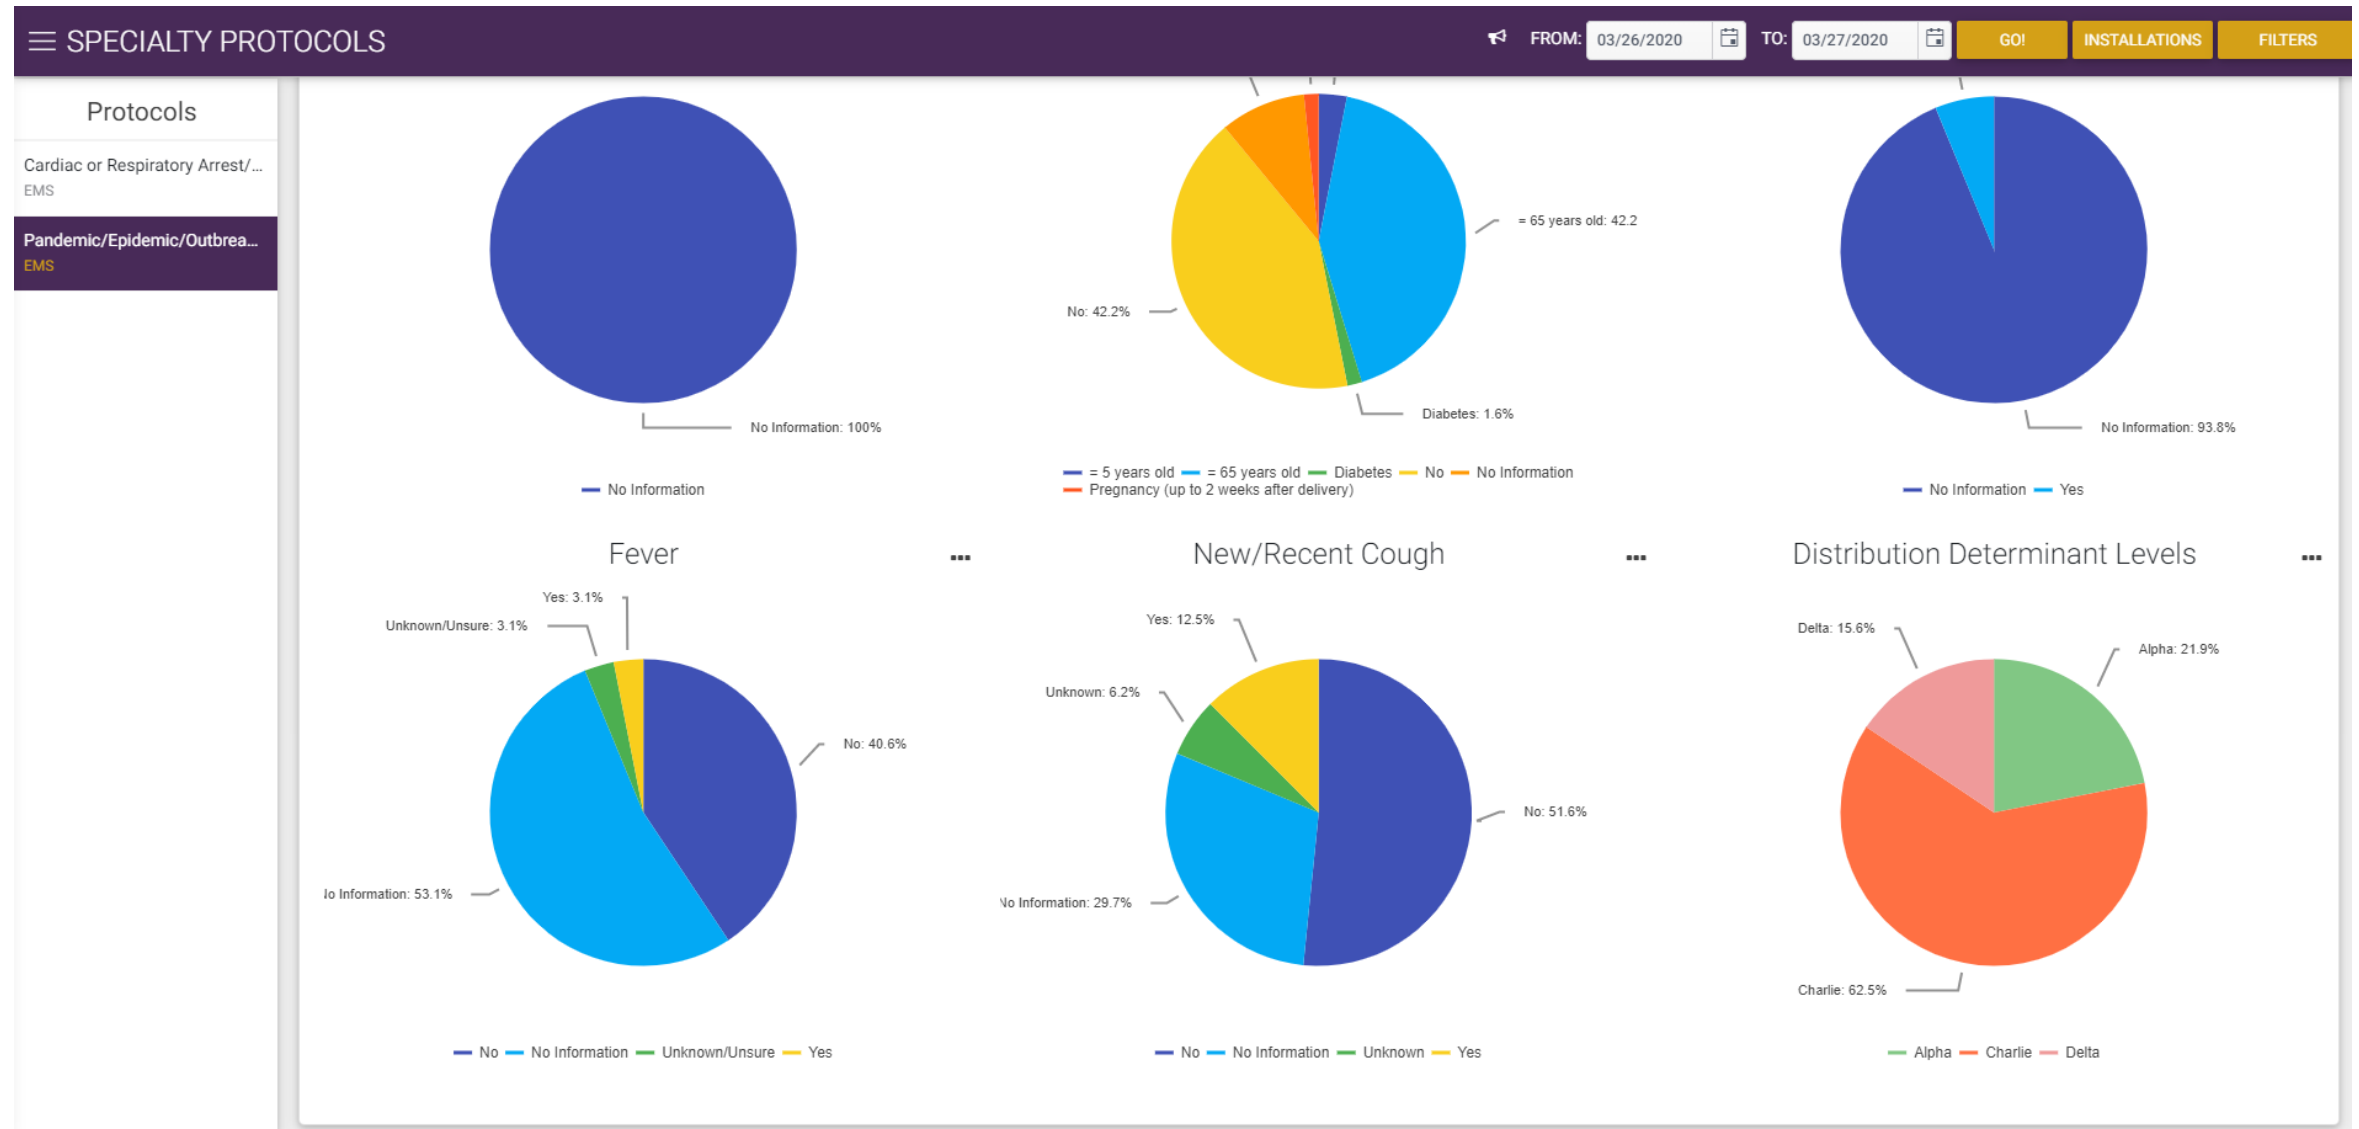 SPECIALTY PROTOCOLS
FROM: 03/26/2020 TO: 03/27/2020 GO! INSTALLATIONS FILTERS
Protocols
Cardiac or Respiratory Arrest/...
EMS
Pandemic/Epidemic/Outbrea...
EMS
No Information: 100%
No Information
= 65 years old: 42.2
No: 42.2%
Diabetes: 1.6%
= 5 years old = 65 years old Diabetes No No Information
Pregnancy (up to 2 weeks after delivery)
No Information: 93.8%
No Information Yes
Fever
Yes: 3.1%
Unknown/Unsure: 3.1%
No: 40.6%
No Information: 53.1%
No No Information Unknown/Unsure Yes
New/Recent Cough
Yes: 12.5%
Unknown: 6.2%
No: 51.6%
No Information: 29.7%
No No Information Unknown Yes
Distribution Determinant Levels
Delta: 15.6%
Alpha: 21.9%
Charlie: 62.5%
Alpha Charlie Delta